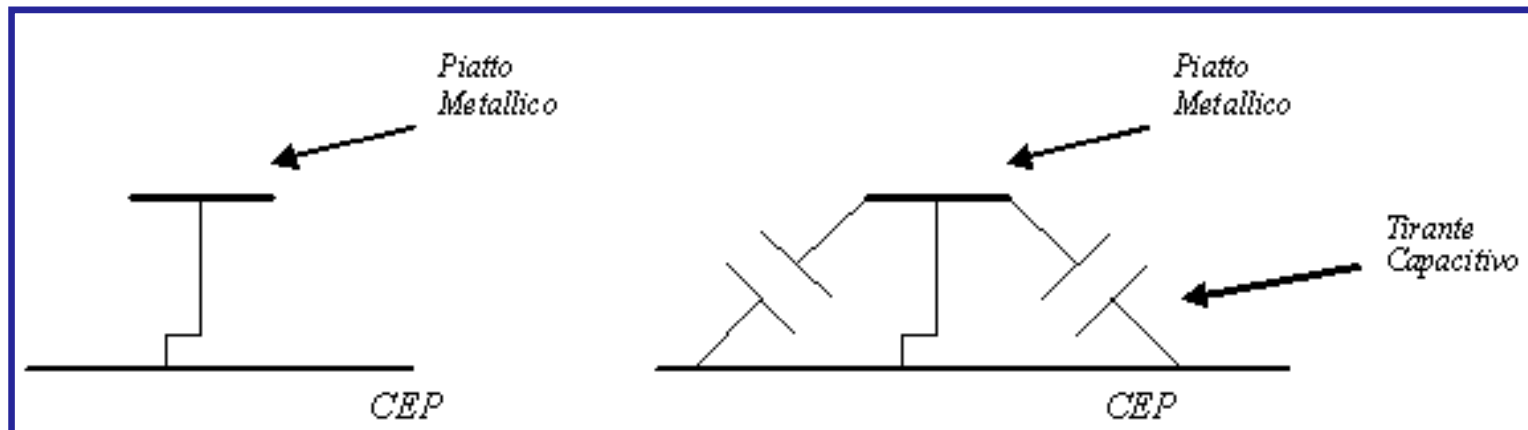 Piatto
Metallico
CEP
Piatto
Metallico
Tirante
Capacitivo
CEP